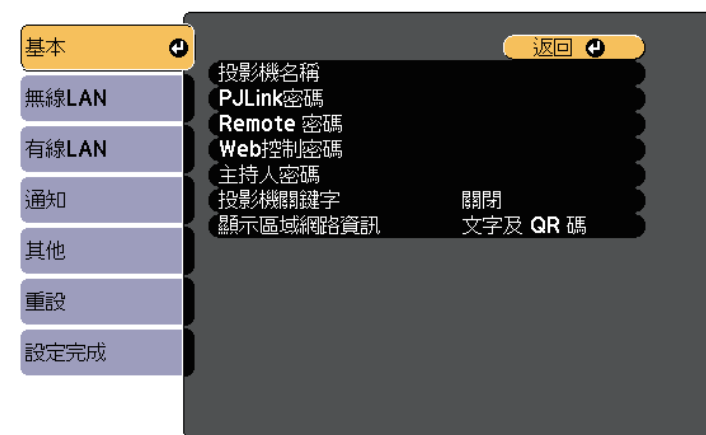 基本
無線LAN
有線LAN
通知
其他
重設
設定完成
返回
投影機名稱
PJLink密碼
Remote 密碼
Web控制密碼
主持人密碼
投影機關鍵字 關閉
顯示區域網路資訊 文字及 QR 碼